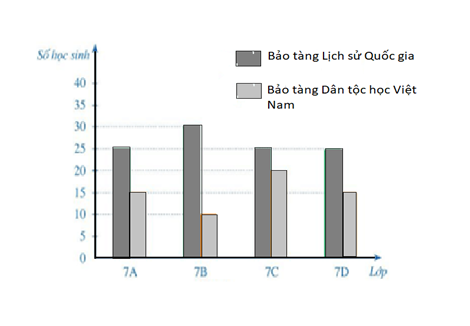 Số học sinh
Bảo tàng Lịch sử Quốc gia
Bảo tàng Dân tộc học Việt
Nam
40
35
30
25
20
15
10
5
0
7A 7B 7C 7D Lớp